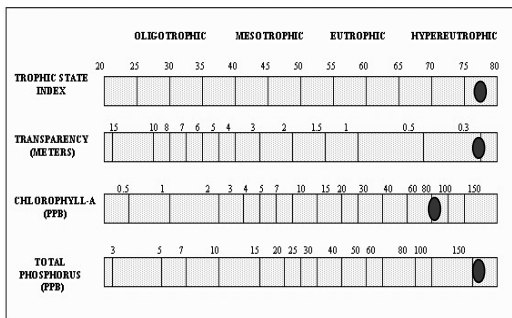 OLIGOTROPHIC MESOTROPHIC EUTROPHIC HYPEREUTROPHIC
20 25 30 35 40 45 50 55 60 65 70 75 80
TROPHIC STATE
INDEX
15 10 8 7 6 5 4 3 2 1.5 1 0.5 0.3
TRANSPARENCY
(METERS)
0.5 1 2 3 4 5 7 10 15 20 30 40 60 80 100 150
CHLOROPHYLL-A
(PPB)
3 5 7 10 15 20 25 30 40 50 60 80 100 150
TOTAL
PHOSPHORUS
(PPB)